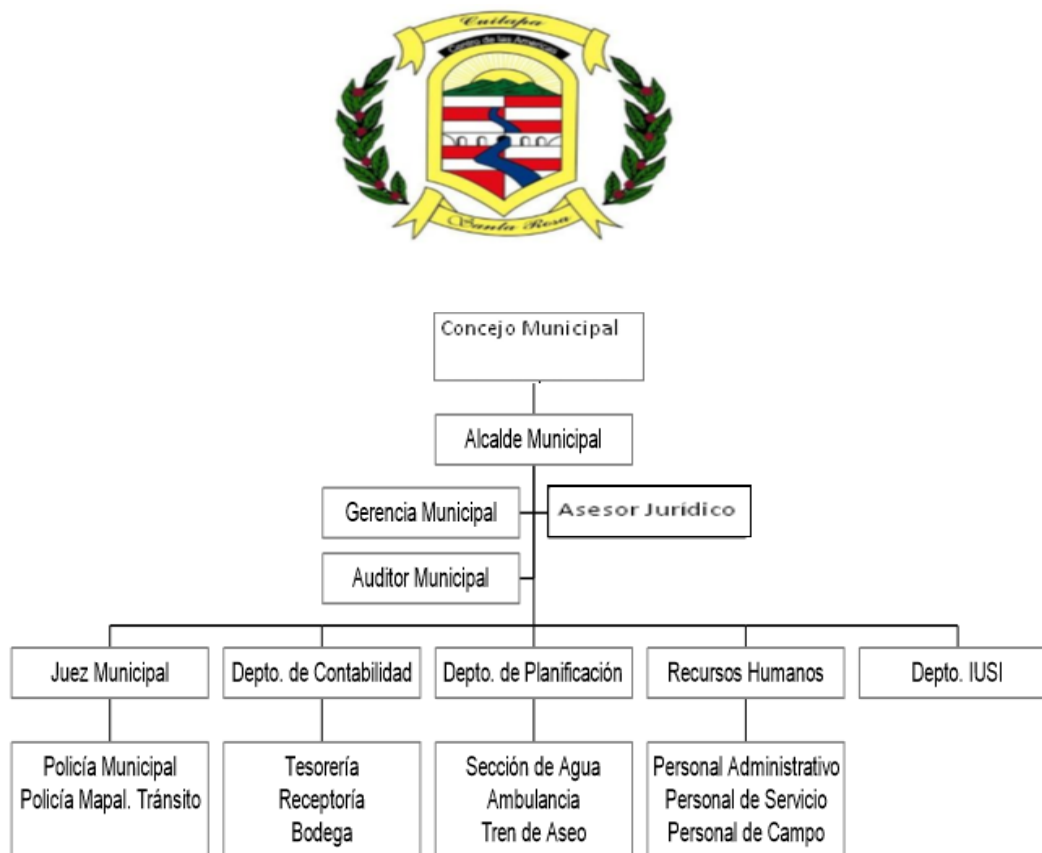 Cuilapa
Centro de las Americas
Santa Rosa
Concejo Municipal
Alcalde Municipal
Gerencia Municipal
Asesor Jurídico
Auditor Municipal
Juez Municipal
Depto. de Contabilidad
Depto. de Planificación
Recursos Humanos
Depto. IUSI
Policía Municipal
Policía Mapal. Tránsito
Tesorería
Receptoría
Bodega
Sección de Agua
Ambulancia
Tren de Aseo
Personal Administrativo
Personal de Servicio
Personal de Campo